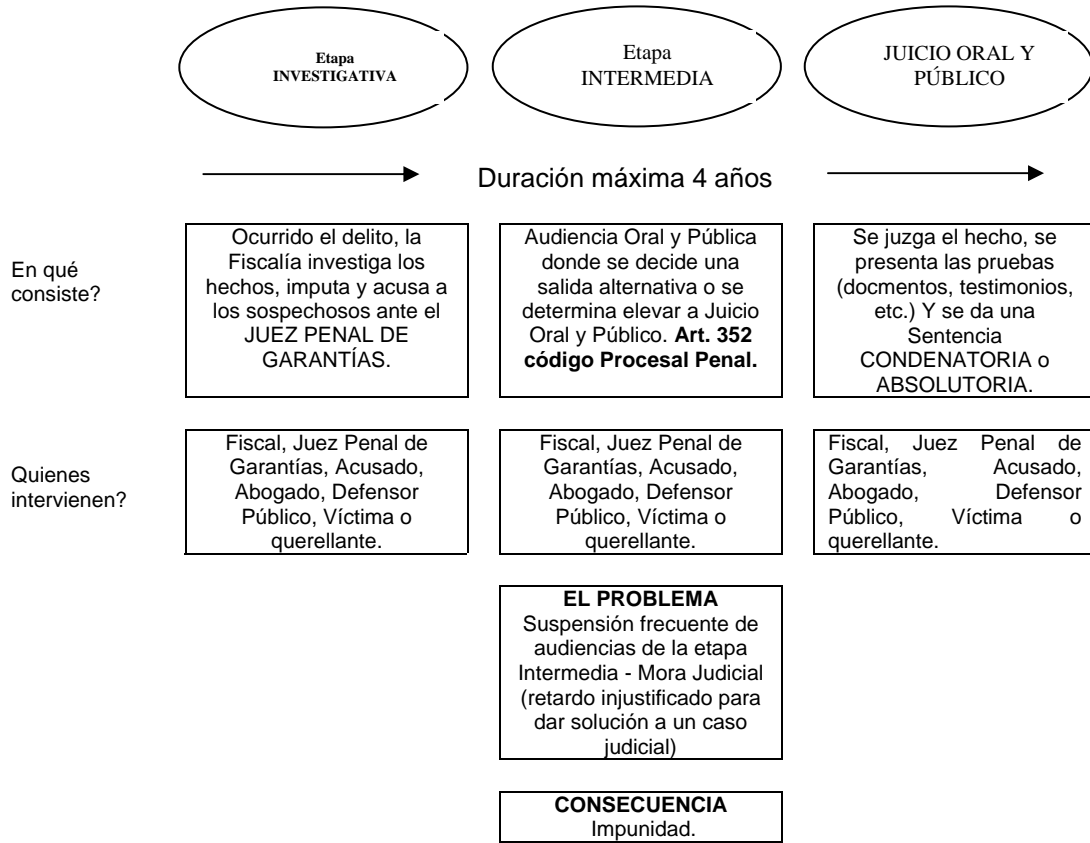 Etapa
INVESTIGATIVA
Etapa
INTERMEDIA
JUICIO ORAL Y
PÚBLICO
Duración máxima 4 años
En qué
consiste?
Ocurrido el delito, la
Fiscalía investiga los
hechos, imputa y acusa a
los sospechosos ante el
JUEZ PENAL DE
GARANTÍAS.
Audiencia Oral y Pública
donde se decide una
salida alternativa o se
determina elevar a Juicio
Oral y Público. Art. 352
código Procesal Penal.
Se juzga el hecho, se
presenta las pruebas
(docmentos, testimonios,
etc.) Y se da una
Sentencia
CONDENATORIA o
ABSOLUTORIA.
Quienes
intervienen?
Fiscal, Juez Penal de
Garantías, Acusado,
Abogado, Defensor
Público, Víctima o
querellante.
Fiscal, Juez Penal de
Garantías, Acusado,
Abogado, Defensor
Público, Víctima o
querellante.
Fiscal, Juez Penal de
Garantías, Acusado,
Abogado, Defensor
Público, Víctima o
querellante.
EL PROBLEMA
Suspensión frecuente de
audiencias de la etapa
Intermedia - Mora Judicial
(retardo injustificado para
dar solución a un caso
judicial)
CONSECUENCIA
Impunidad.